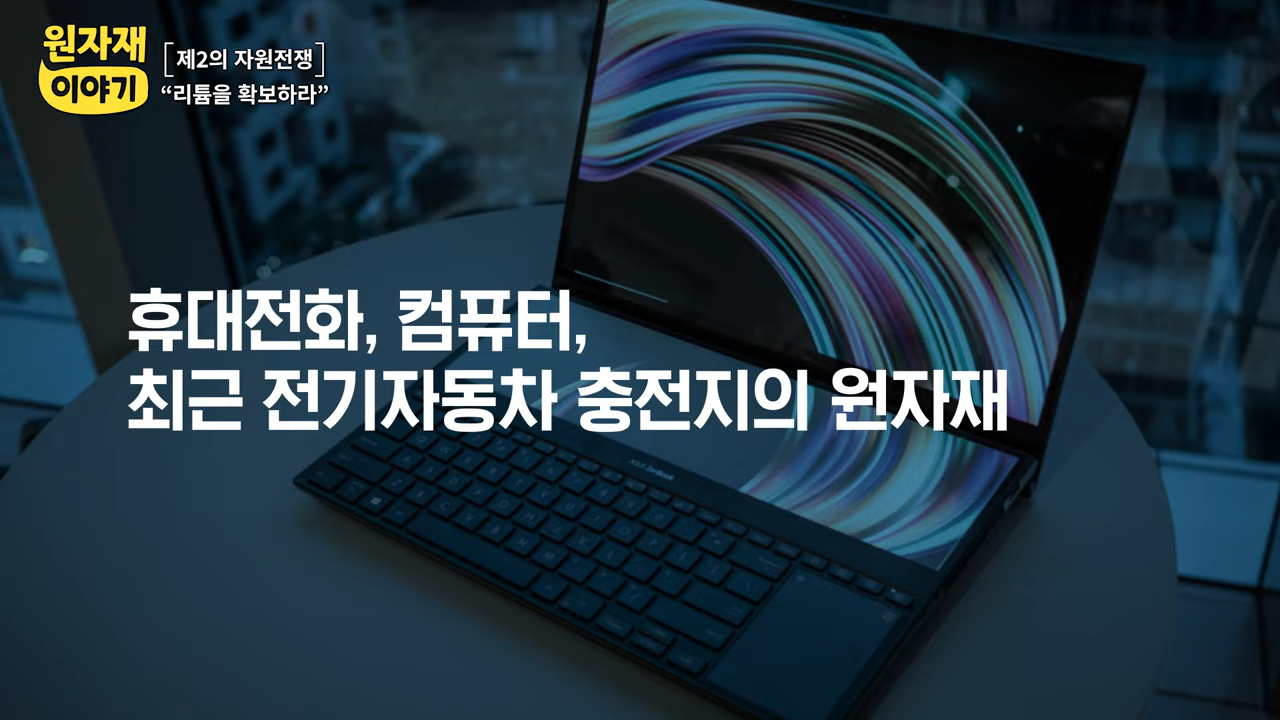 원자재
이야기
[제2의 자원전쟁]
“리튬을 확보하라”
휴대전화, 컴퓨터,
최근 전기자동차 충전지의 원자재
ASUS ZenBook